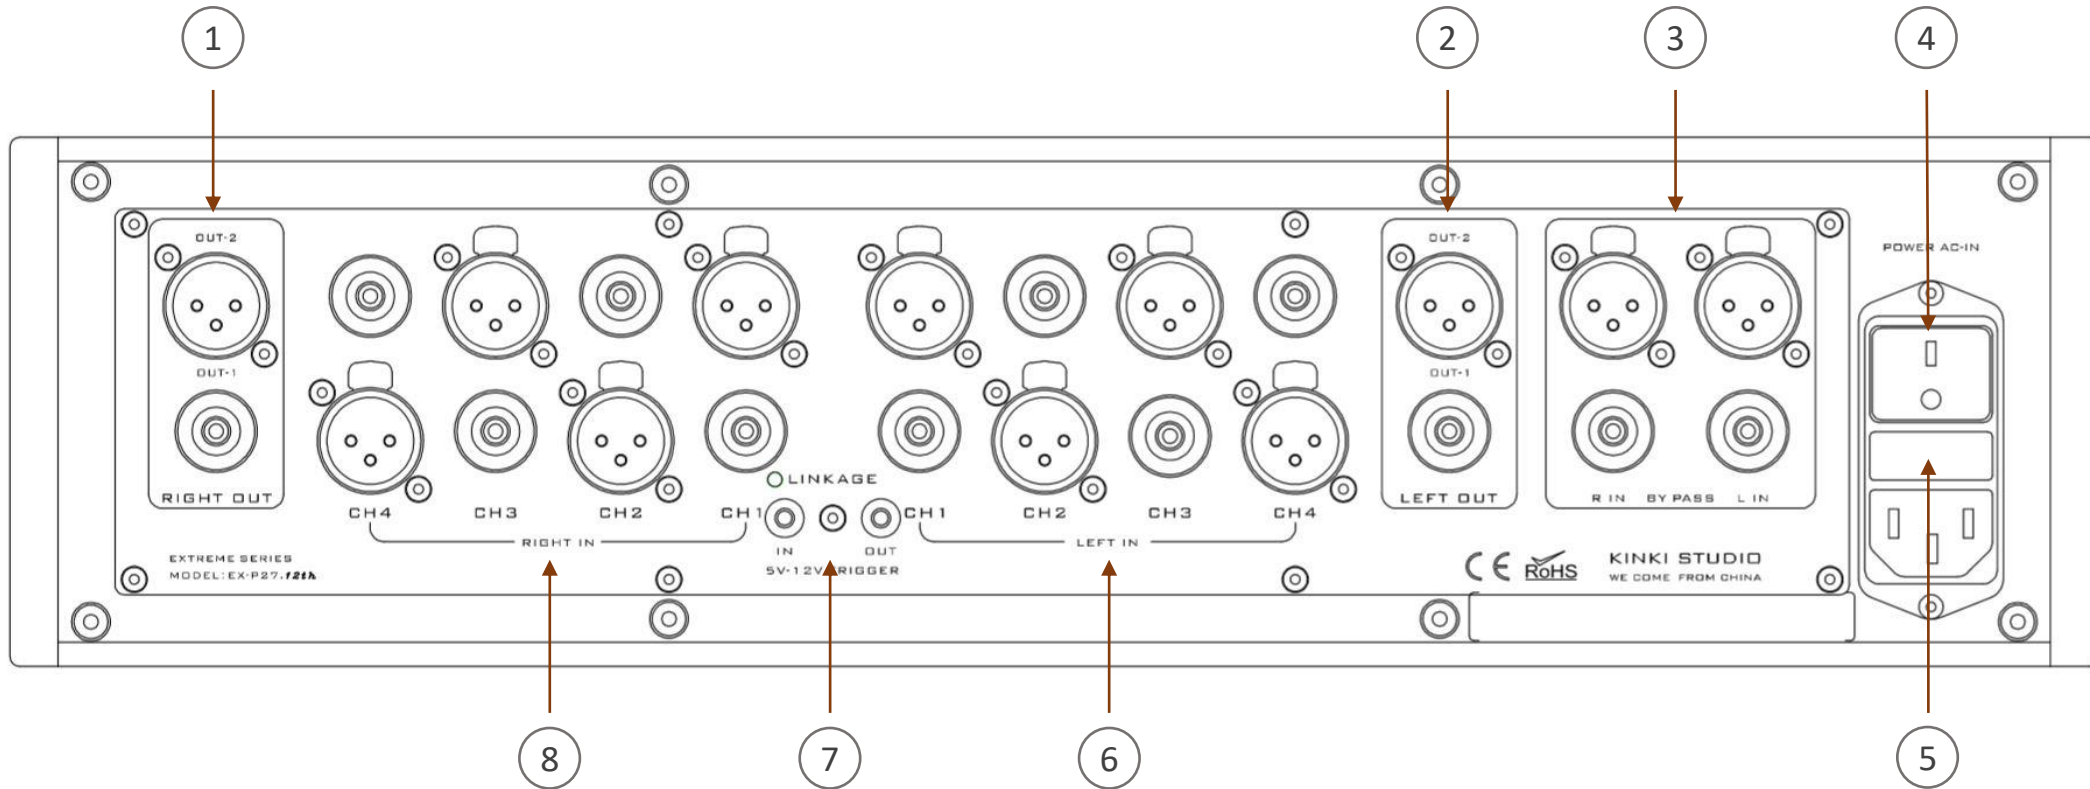 1 2 3 4
OUT-2 OUT-2
POWER AC-IN
OUT-1 OUT-1
LINKAGE
RIGHT OUT LEFT OUT R IN BY PASS L IN
CH4 CH3 CH2 CH1 CH1 CH2 CH3 CH4
RIGHT IN LEFT IN
IN OUT
EXTREME SERIES
MODEL:EX-P27.12th
5V-12V TRIGGER
CE RoHS
KINKI STUDIO
WE COME FROM CHINA
8 7 6 5